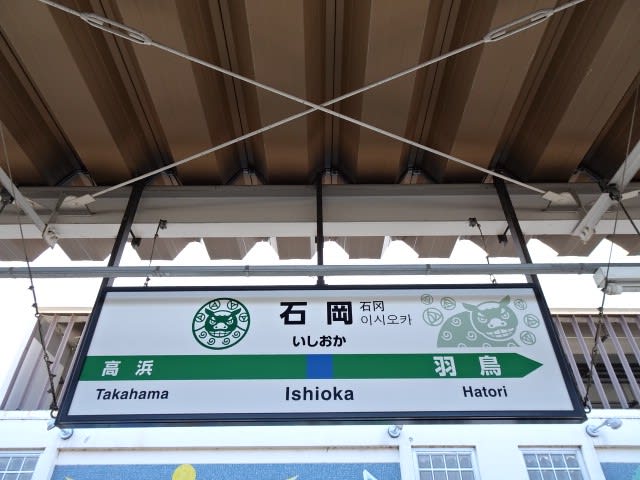 石岡 石冈
이시오카
いしおか
高浜 羽鳥
Takahama Ishioka Hatori